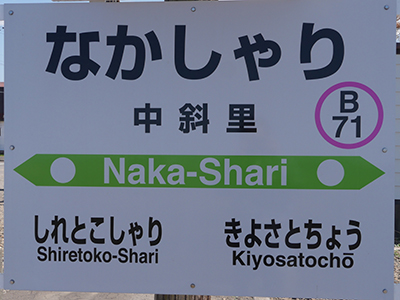 なかしゃり
中斜里
B
71
Naka-Shari
しれとこしゃり
Shiretoko-Shari
きよさとちょう
Kiyosatochō